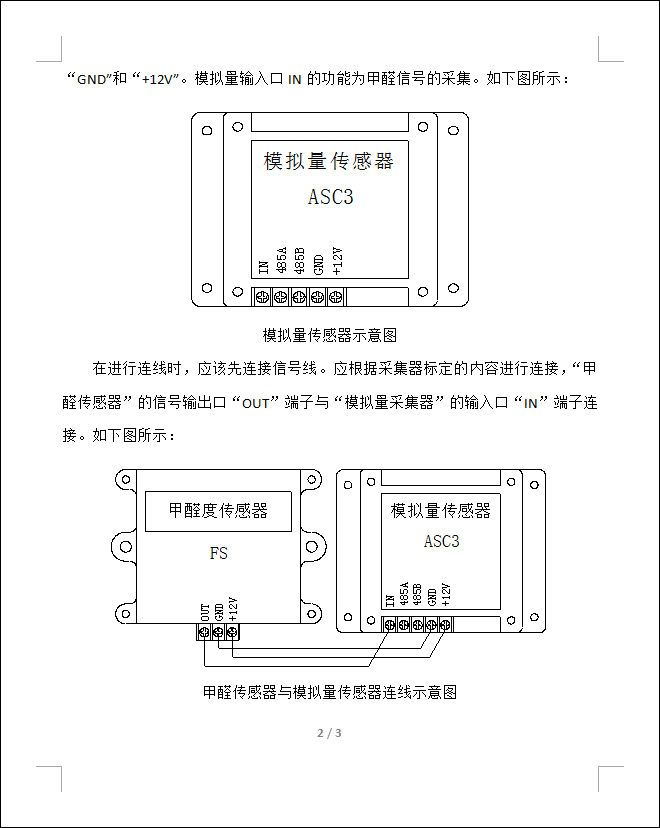 “GND”和“+12V”。模拟量输入口 IN 的功能为甲醛信号的采集。如下图所示：
模拟量传感器
ASC3
IN
485A
485B
GND
+12V
模拟量传感器示意图
在进行连线时，应该先连接信号线。应根据采集器标定的内容进行连接，“甲
醛传感器”的信号输出口“OUT”端子与“模拟量采集器”的输入口“IN”端子连
接。如下图所示：
甲醛度传感器
FS
OUT
GND
+12V
模拟量传感器
ASC3
IN
485A
485B
GND
+12V
甲醛传感器与模拟量传感器连线示意图
2 / 3